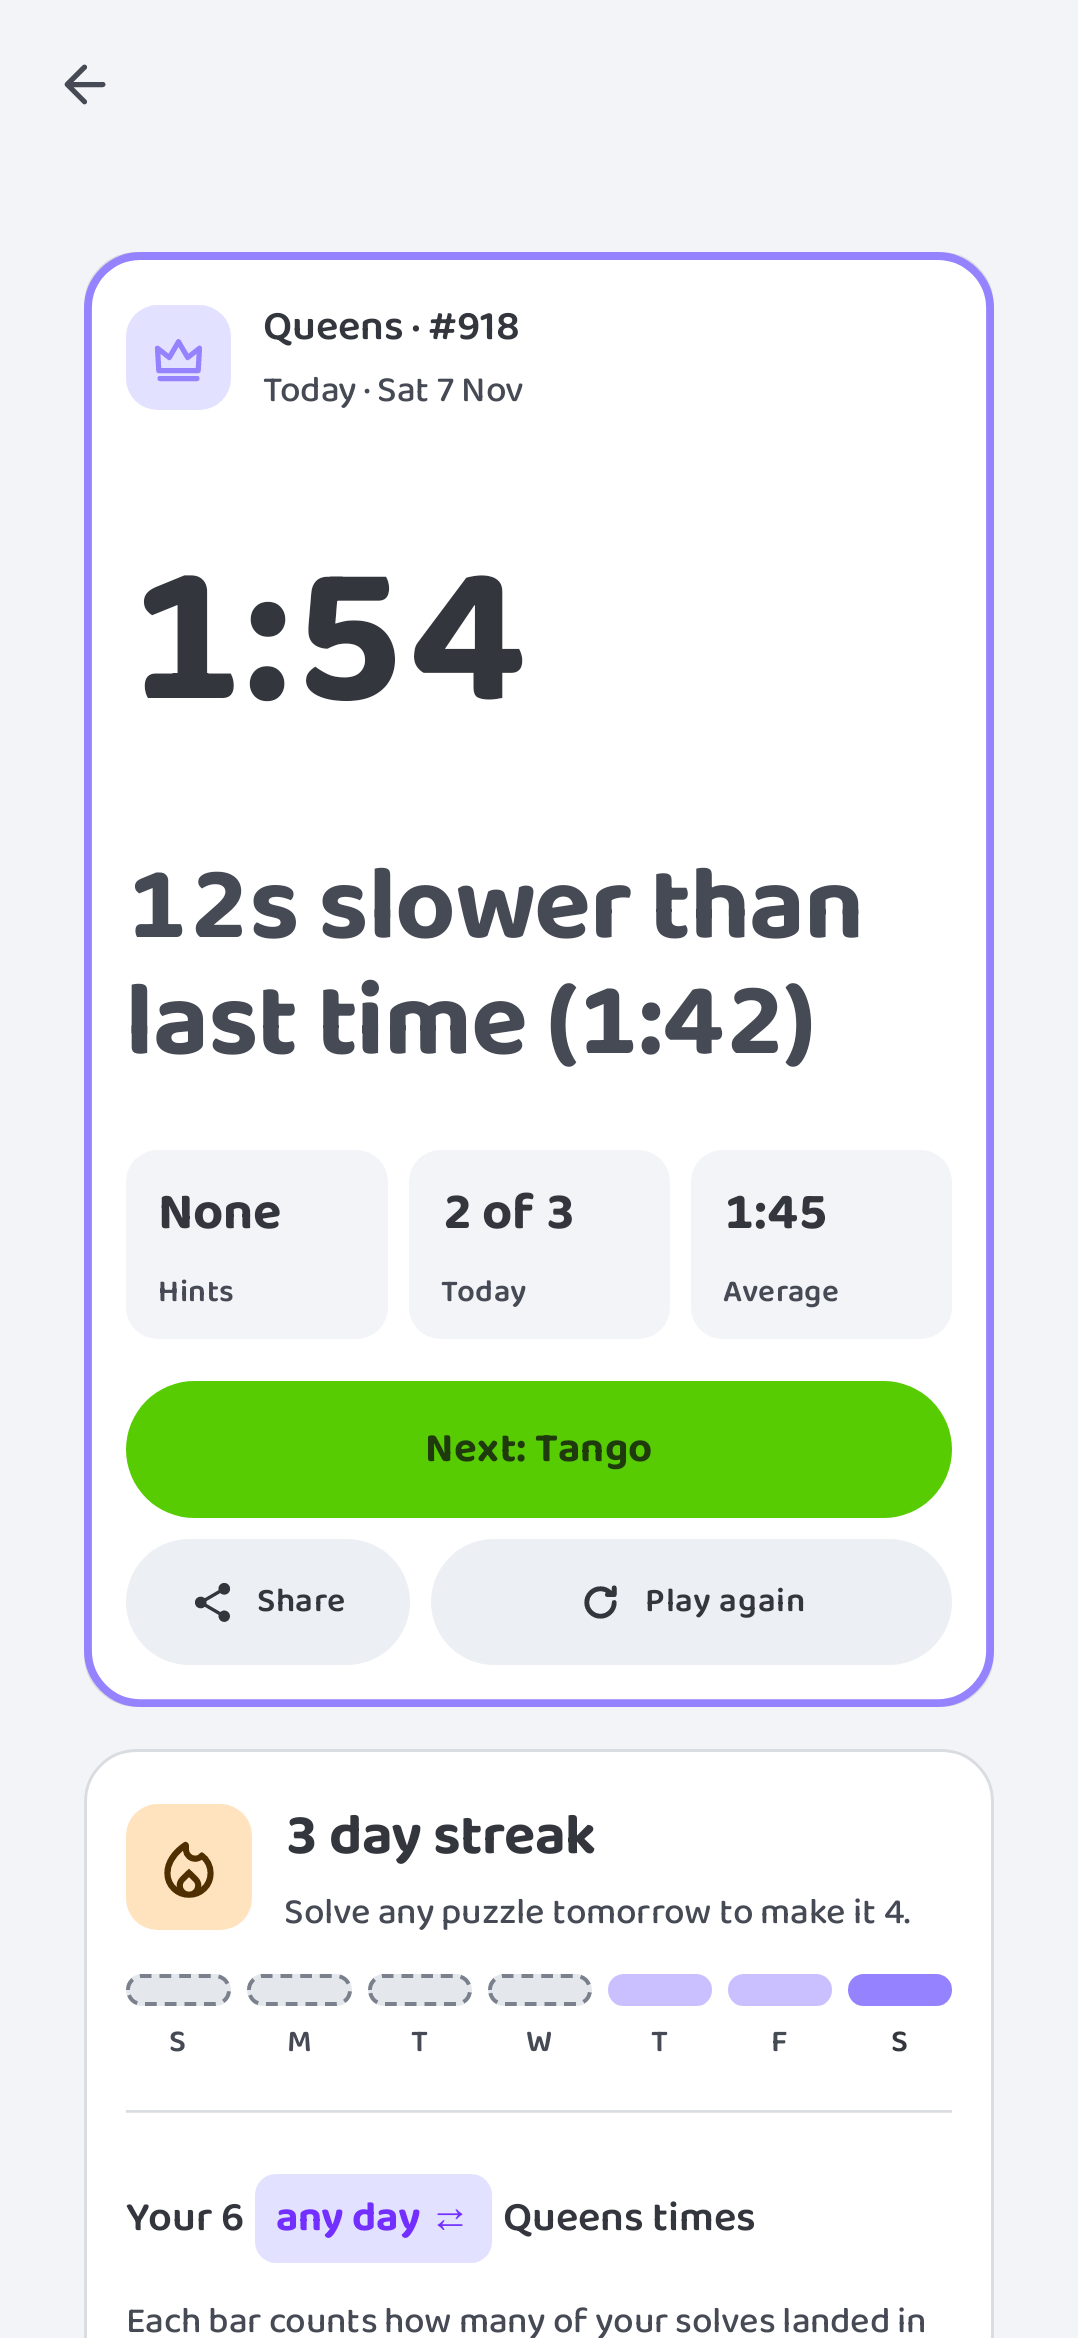 Queens · #918
Today · Sat 7 Nov
1:54
12s slower than
last time (1:42)
None
Hints
2 of 3
Today
1:45
Average
Next: Tango
Share
Play again
3 day streak
Solve any puzzle tomorrow to make it 4.
S M T W T F S
Your 6 any day ⇄ Queens times
Each bar counts how many of your solves landed in